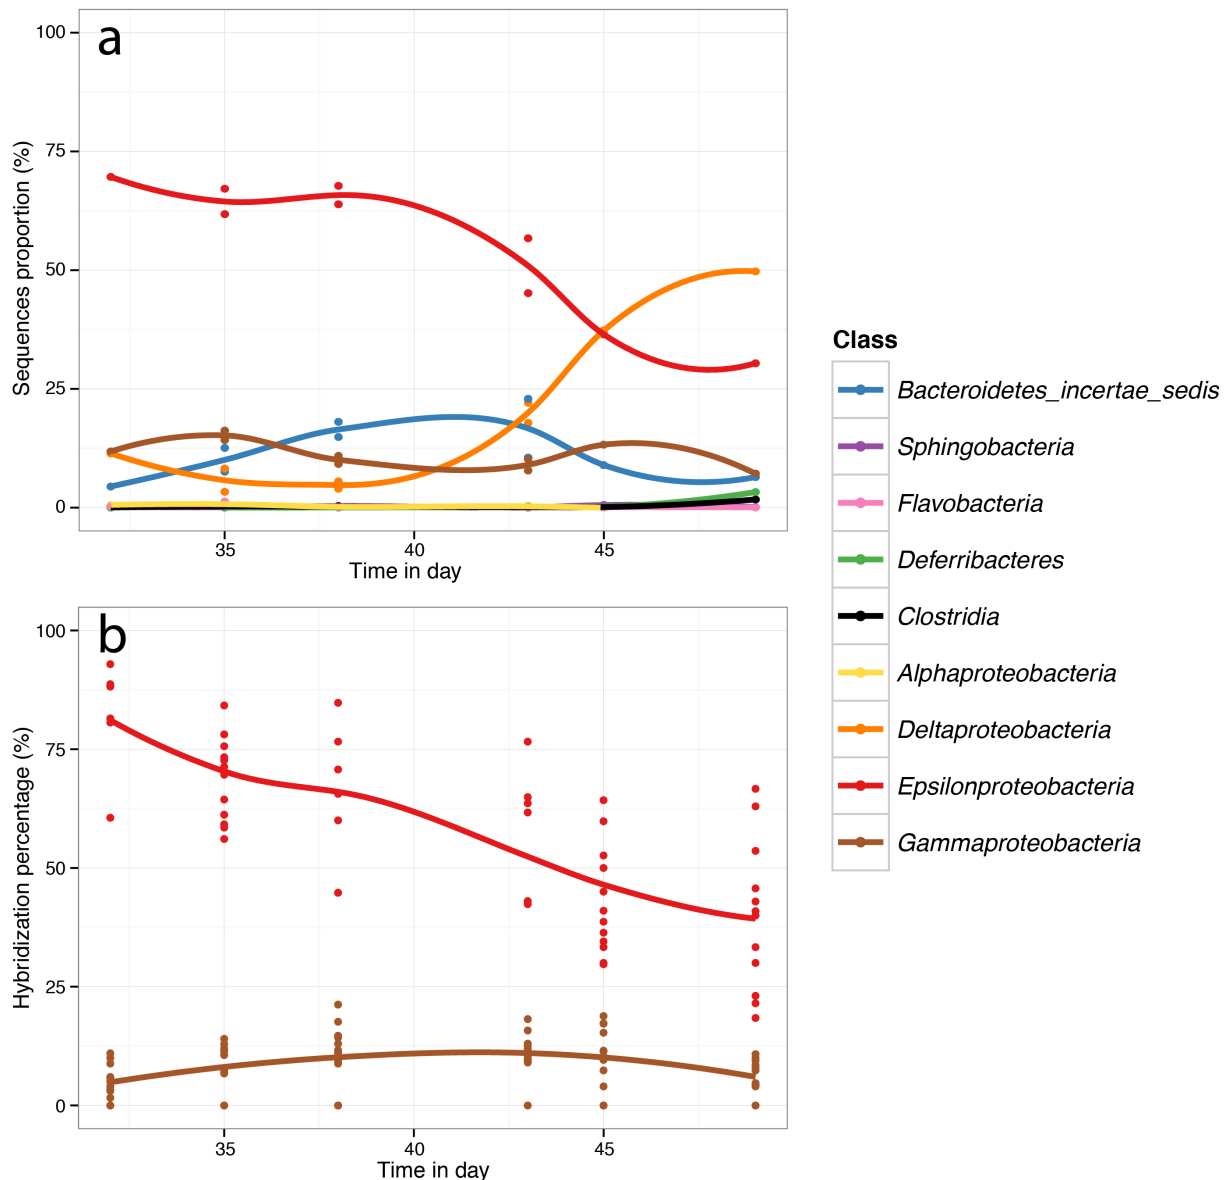 a
100
75
50
25
0
Sequences proportion (%)
35 40 45
Time in day
b
100
75
50
25
0
Hybridization percentage (%)
35 40 45
Time in day
Class
Bacteroidetes_incertae_sedis
Sphingobacteria
Flavobacteria
Deferribacteres
Clostridia
Alphaproteobacteria
Deltaproteobacteria
Epsilonproteobacteria
Gammaproteobacteria